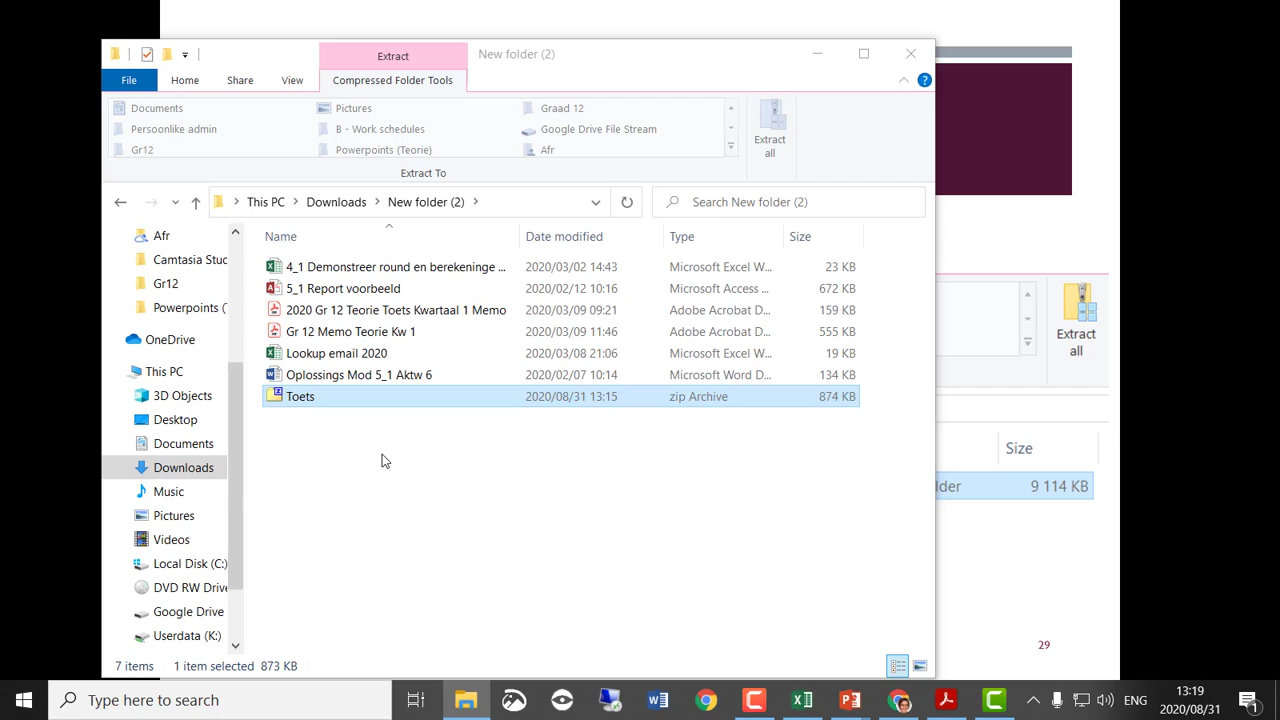 Extract
New folder (2)
File
Home
Share
View
Compressed Folder Tools
Documents
Pictures
Graad 12
Persoonlike admin
B - Work schedules
Google Drive File Stream
Gr12
Powerpoints (Teorie)
Afr
Extract all
Extract To
This PC
Downloads
New folder (2)
Search New folder (2)
Name
Date modified
Type
Size
4_1 Demonstreer round en berekeninge ...
2020/03/02 14:43
Microsoft Excel W...
23 KB
5_1 Report voorbeeld
2020/02/12 10:16
Microsoft Access ...
672 KB
2020 Gr 12 Teorie Toets Kwartaal 1 Memo
2020/03/09 09:21
Adobe Acrobat D...
159 KB
Gr 12 Memo Teorie Kw 1
2020/03/09 11:46
Adobe Acrobat D...
555 KB
Lookup email 2020
2020/03/08 21:06
Microsoft Excel W...
19 KB
Oplossings Mod 5_1 Aktw 6
2020/02/07 10:14
Microsoft Word D...
134 KB
Toets
2020/08/31 13:15
zip Archive
874 KB
Afr
Camtasia Stuc
Gr12
Powerpoints (
OneDrive
This PC
3D Objects
Desktop
Documents
Downloads
Music
Pictures
Videos
Local Disk (C:)
DVD RW Drive
Google Drive
Userdata (K:)
7 items
1 item selected 873 KB
Extract
all
Size
lder
9 114 KB
29
Type here to search
ENG
13:19
2020/08/31
1